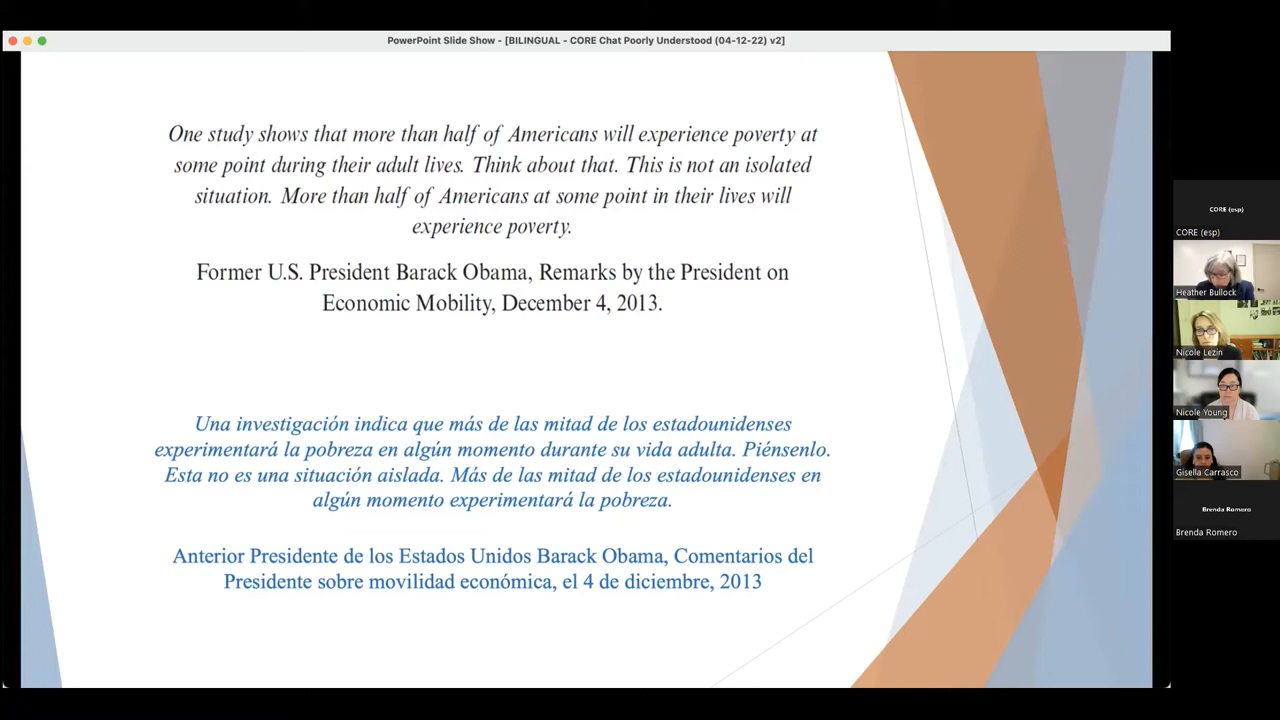 PowerPoint Slide Show - [BILINGUAL - CORE Chat Poorly Understood (04-12-22) v2]
One study shows that more than half of Americans will experience poverty at
some point during their adult lives. Think about that. This is not an isolated
situation. More than half of Americans at some point in their lives will
experience poverty.
Former U.S. President Barack Obama, Remarks by the President on
Economic Mobility, December 4, 2013.
Una investigación indica que más de las mitad de los estadounidenses
experimentará la pobreza en algún momento durante su vida adulta. Piénsenlo.
Esta no es una situación aislada. Más de las mitad de los estadounidenses en
algún momento experimentará la pobreza.
Anterior Presidente de los Estados Unidos Barack Obama, Comentarios del
Presidente sobre movilidad económica, el 4 de diciembre, 2013
CORE (esp)
CORE (esp)
Heather Bullock
Nicole Lezin
Nicole Young
Gisella Carrasco
Brenda Romero
Brenda Romero